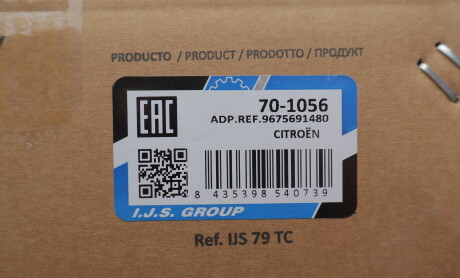 PRODUCTO / PRODUCT / PRODOTTO / ПРОДУКТ
EAC
70-1056
ADP.REF.9675691480
CITROËN
8 435398 540739
I.J.S. GROUP
Ref. IJS 79 TC